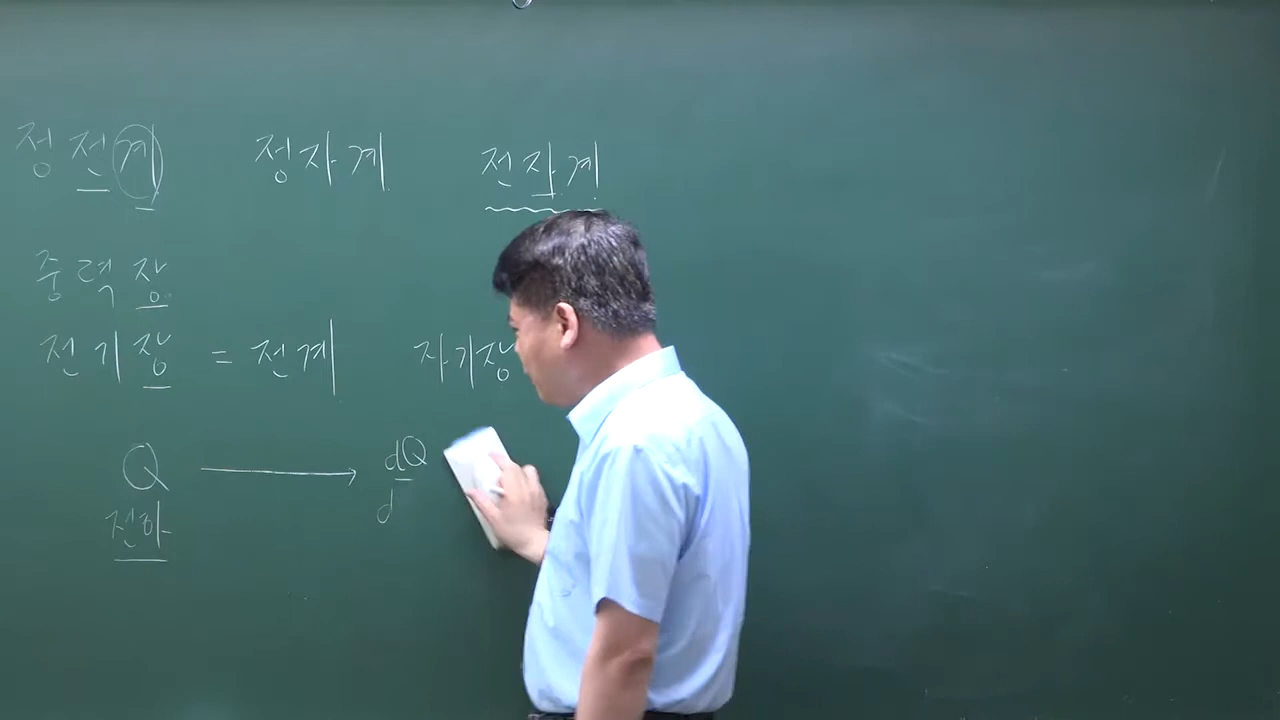 정전계 정자계 전자계
중력장
전기장 = 전계 자기장
Q → dQ
d
전하